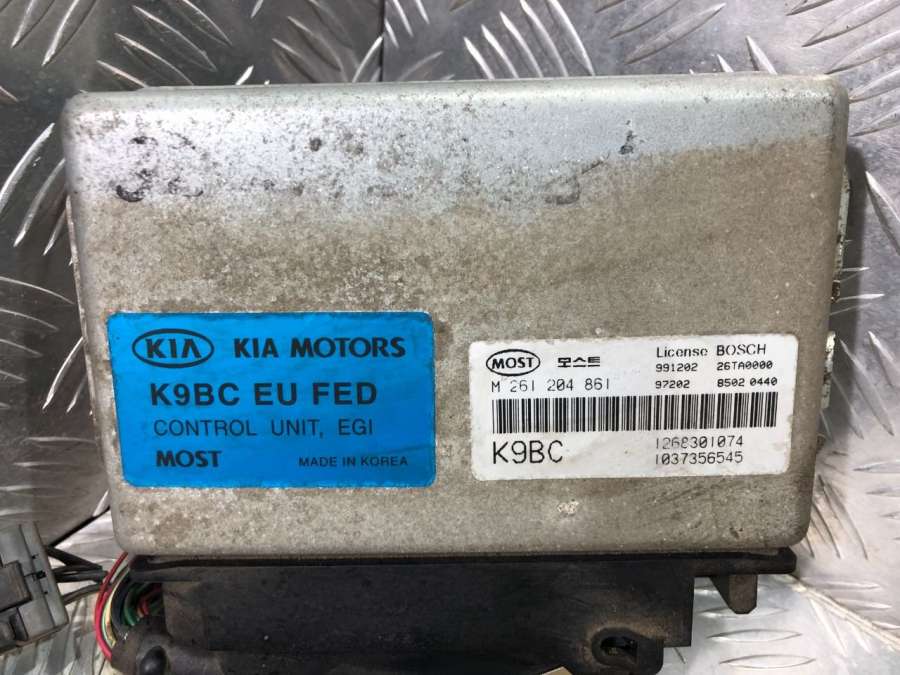 KIA KIA MOTORS
K9BC EU FED
CONTROL UNIT, EGI
MOST MADE IN KOREA
MOST 모스트 License BOSCH
991202 26TA0000
M 261 204 861 97202 8502 0440
K9BC 1268301074
1037356545